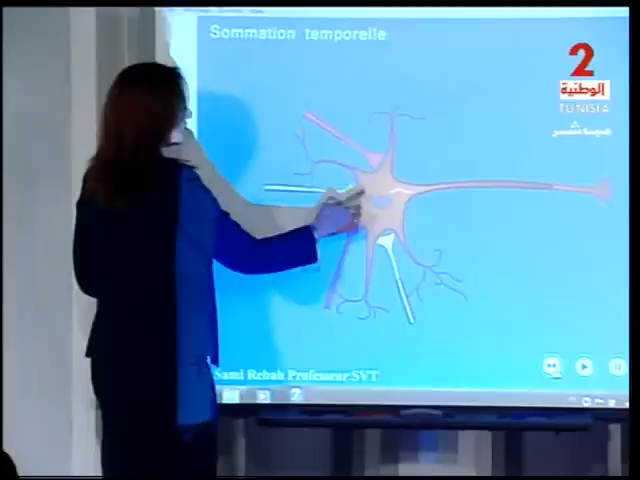 Sommation temporelle
2
الوطنية
TUNISIA
Sami Rebah Professeur SVT